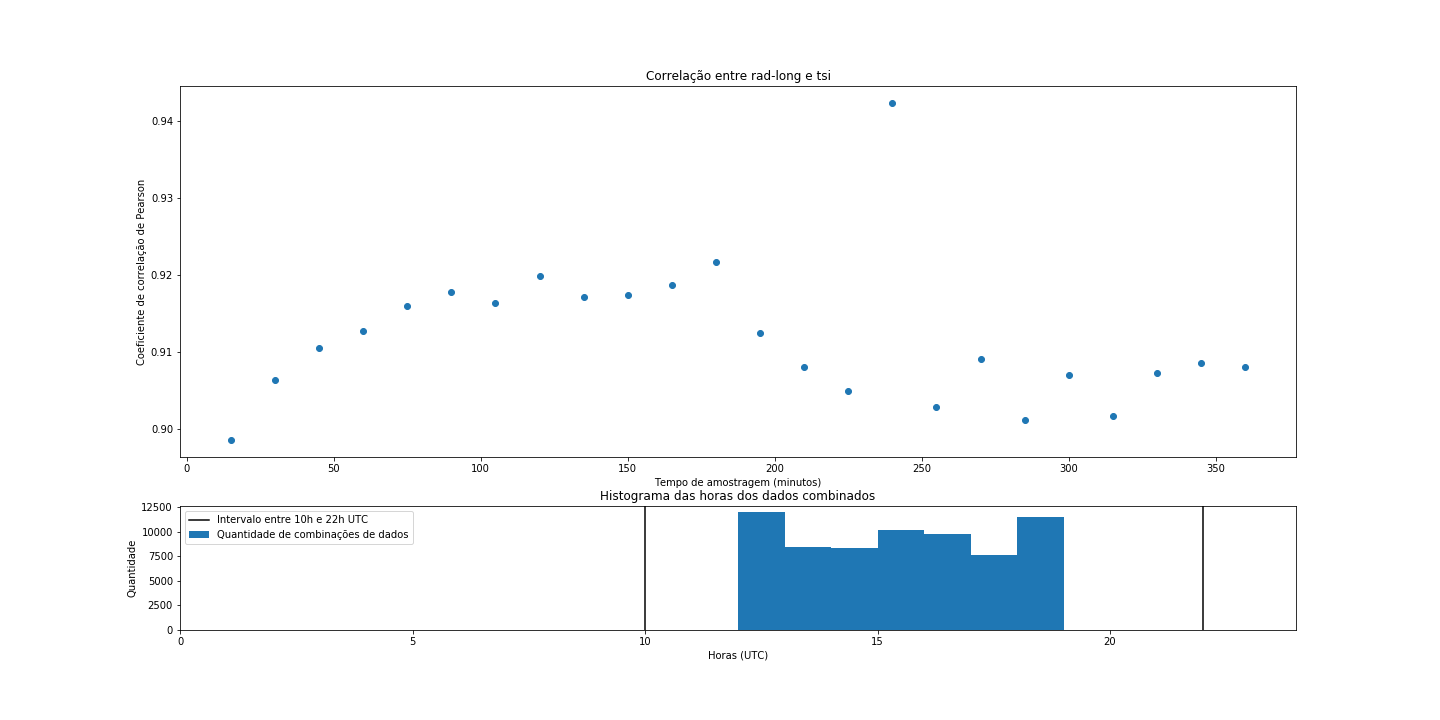 Correlação entre rad-long e tsi
Coeficiente de correlação de Pearson
0.94
0.93
0.92
0.91
0.90
0 50 100 150 200 250 300 350
Tempo de amostragem (minutos)
Histograma das horas dos dados combinados
Quantidade
12500
10000
7500
5000
2500
0
Intervalo entre 10h e 22h UTC
Quantidade de combinações de dados
0 5 10 15 20
Horas (UTC)